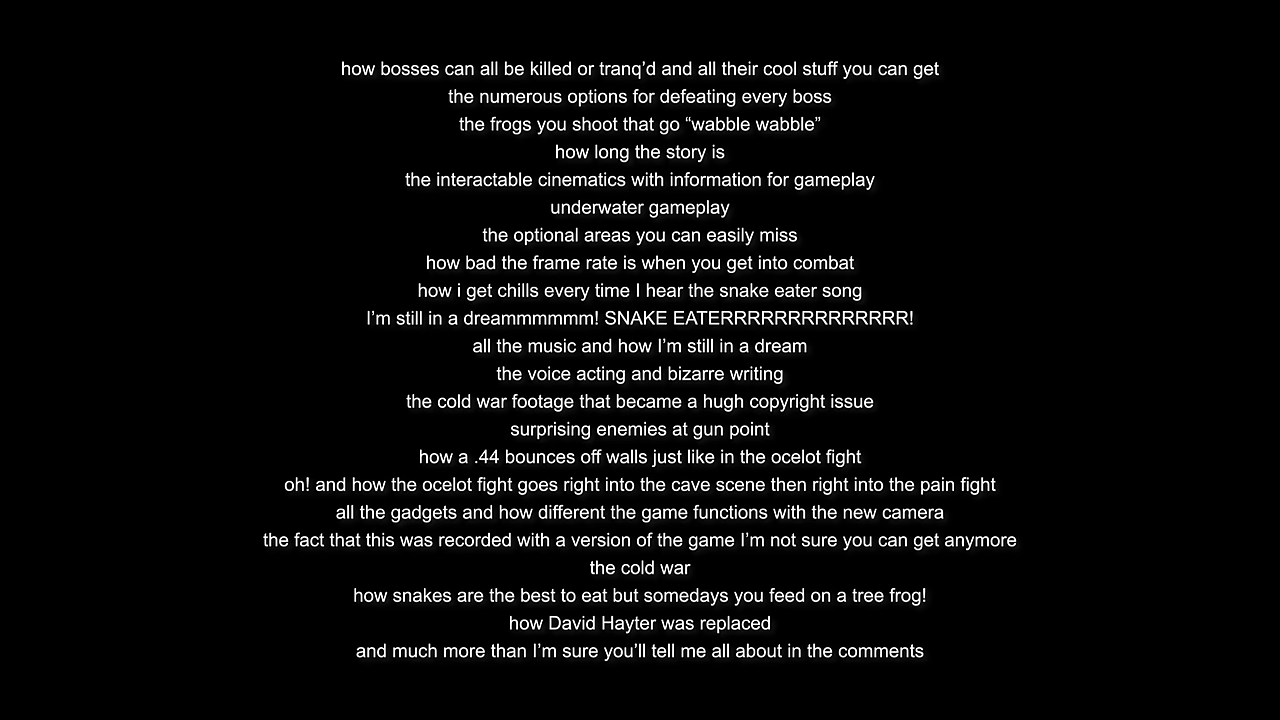 how bosses can all be killed or tranq’d and all their cool stuff you can get
the numerous options for defeating every boss
the frogs you shoot that go “wabble wabble”
how long the story is
the interactable cinematics with information for gameplay
underwater gameplay
the optional areas you can easily miss
how bad the frame rate is when you get into combat
how i get chills every time I hear the snake eater song
I’m still in a dreammmmmm! SNAKE EATERRRRRRRRRRRRRR!
all the music and how I’m still in a dream
the voice acting and bizarre writing
the cold war footage that became a hugh copyright issue
surprising enemies at gun point
how a .44 bounces off walls just like in the ocelot fight
oh! and how the ocelot fight goes right into the cave scene then right into the pain fight
all the gadgets and how different the game functions with the new camera
the fact that this was recorded with a version of the game I’m not sure you can get anymore
the cold war
how snakes are the best to eat but somedays you feed on a tree frog!
how David Hayter was replaced
and much more than I’m sure you’ll tell me all about in the comments